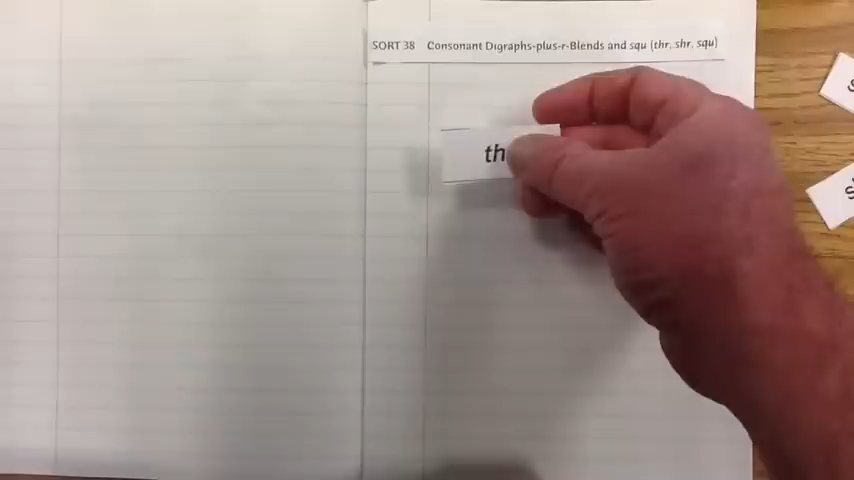 SORT 38 Consonant Digraphs-plus-r-Blends and squ (thr, shr, squ)
th